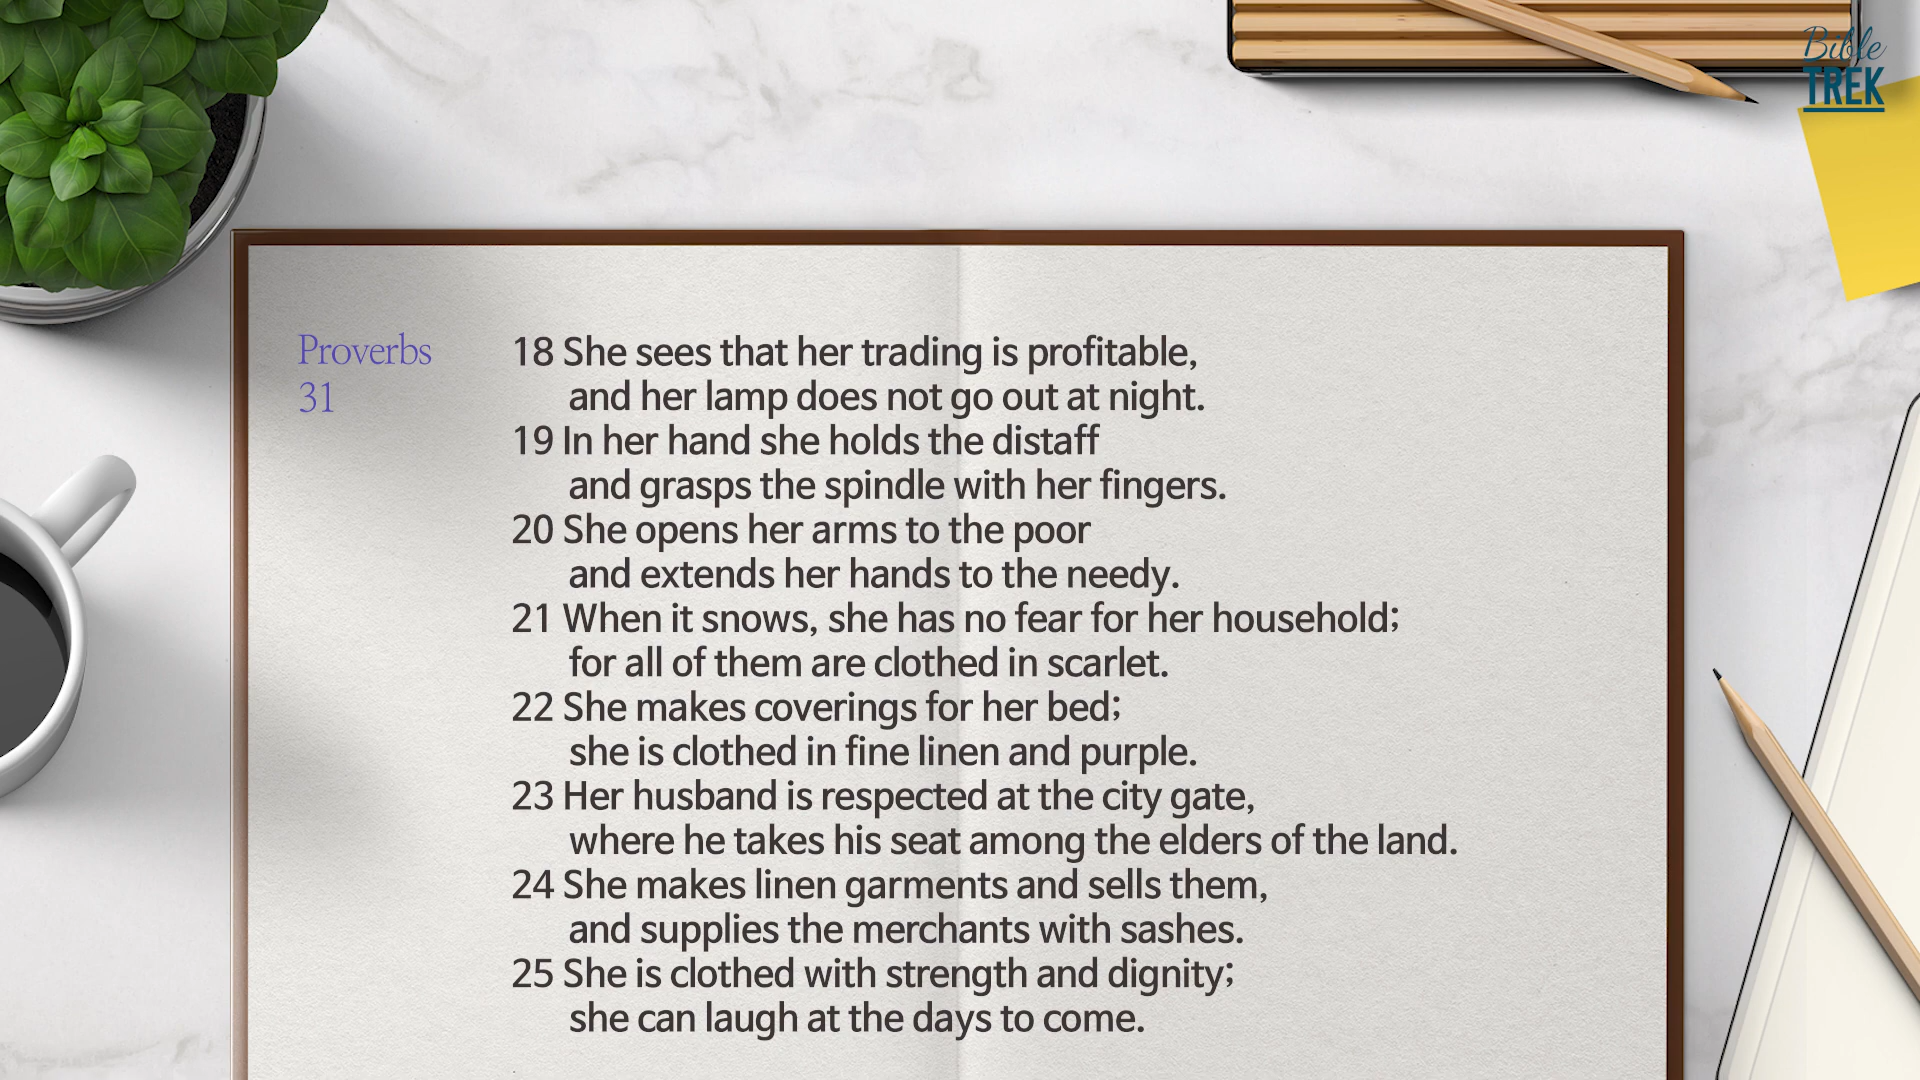 Bible
TREK
Proverbs
31
18 She sees that her trading is profitable,
and her lamp does not go out at night.
19 In her hand she holds the distaff
and grasps the spindle with her fingers.
20 She opens her arms to the poor
and extends her hands to the needy.
21 When it snows, she has no fear for her household;
for all of them are clothed in scarlet.
22 She makes coverings for her bed;
she is clothed in fine linen and purple.
23 Her husband is respected at the city gate,
where he takes his seat among the elders of the land.
24 She makes linen garments and sells them,
and supplies the merchants with sashes.
25 She is clothed with strength and dignity;
she can laugh at the days to come.